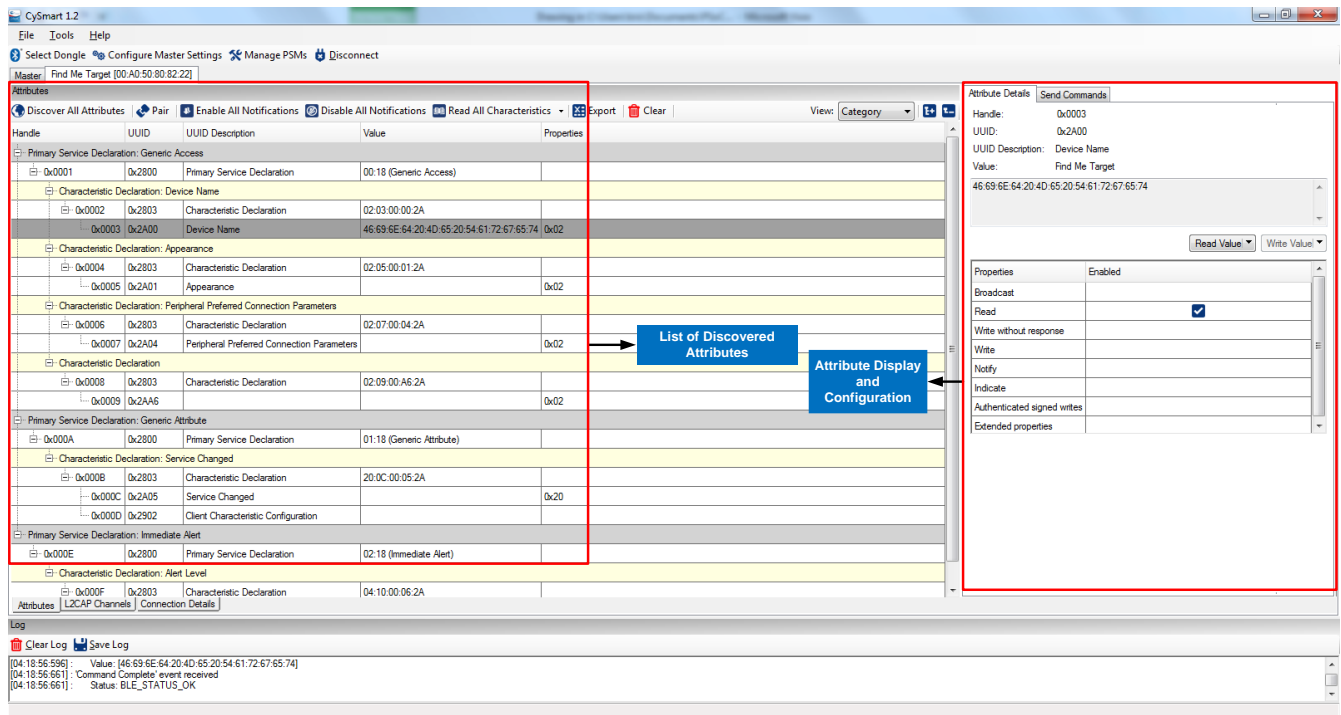 CySmart 1.2
File Tools Help
Select Dongle Configure Master Settings Manage PSMs Disconnect
Master Find Me Target [00:A0:50:80:82:22]
Attributes
Discover All Attributes Pair Enable All Notifications Disable All Notifications Read All Characteristics Export Clear View: Category
Handle UUID UUID Description Value Properties
Primary Service Declaration: Generic Access
0x0001 0x2800 Primary Service Declaration 00:18 (Generic Access)
Characteristic Declaration: Device Name
0x0002 0x2803 Characteristic Declaration 02:03:00:00:2A
0x0003 0x2A00 Device Name 46:69:6E:64:20:4D:65:20:54:61:72:67:65:74 0x02
Characteristic Declaration: Appearance
0x0004 0x2803 Characteristic Declaration 02:05:00:01:2A
0x0005 0x2A01 Appearance 0x02
Characteristic Declaration: Peripheral Preferred Connection Parameters
0x0006 0x2803 Characteristic Declaration 02:07:00:04:2A
0x0007 0x2A04 Peripheral Preferred Connection Parameters 0x02
Characteristic Declaration
0x0008 0x2803 Characteristic Declaration 02:09:00:A6:2A
0x0009 0x2AA6 0x02
Primary Service Declaration: Generic Attribute
0x000A 0x2800 Primary Service Declaration 01:18 (Generic Attribute)
Characteristic Declaration: Service Changed
0x000B 0x2803 Characteristic Declaration 20:0C:00:05:2A
0x000C 0x2A05 Service Changed 0x20
0x000D 0x2902 Client Characteristic Configuration
Primary Service Declaration: Immediate Alert
0x000E 0x2800 Primary Service Declaration 02:18 (Immediate Alert)
Characteristic Declaration: Alert Level
0x000F 0x2803 Characteristic Declaration 04:10:00:06:2A
Attributes L2CAP Channels Connection Details
List of Discovered
Attributes
Attribute Display
and
Configuration
Attribute Details Send Commands
Handle: 0x0003
UUID: 0x2A00
UUID Description: Device Name
Value: Find Me Target
46:69:6E:64:20:4D:65:20:54:61:72:67:65:74
Read Value Write Value
Properties Enabled
Broadcast
Read
Write without response
Write
Notify
Indicate
Authenticated signed writes
Extended properties
Log
Clear Log Save Log
[04:18:56:596] : Value: [46:69:6E:64:20:4D:65:20:54:61:72:67:65:74]
[04:18:56:661] : 'Command Complete' event received
[04:18:56:661] : Status: BLE_STATUS_OK